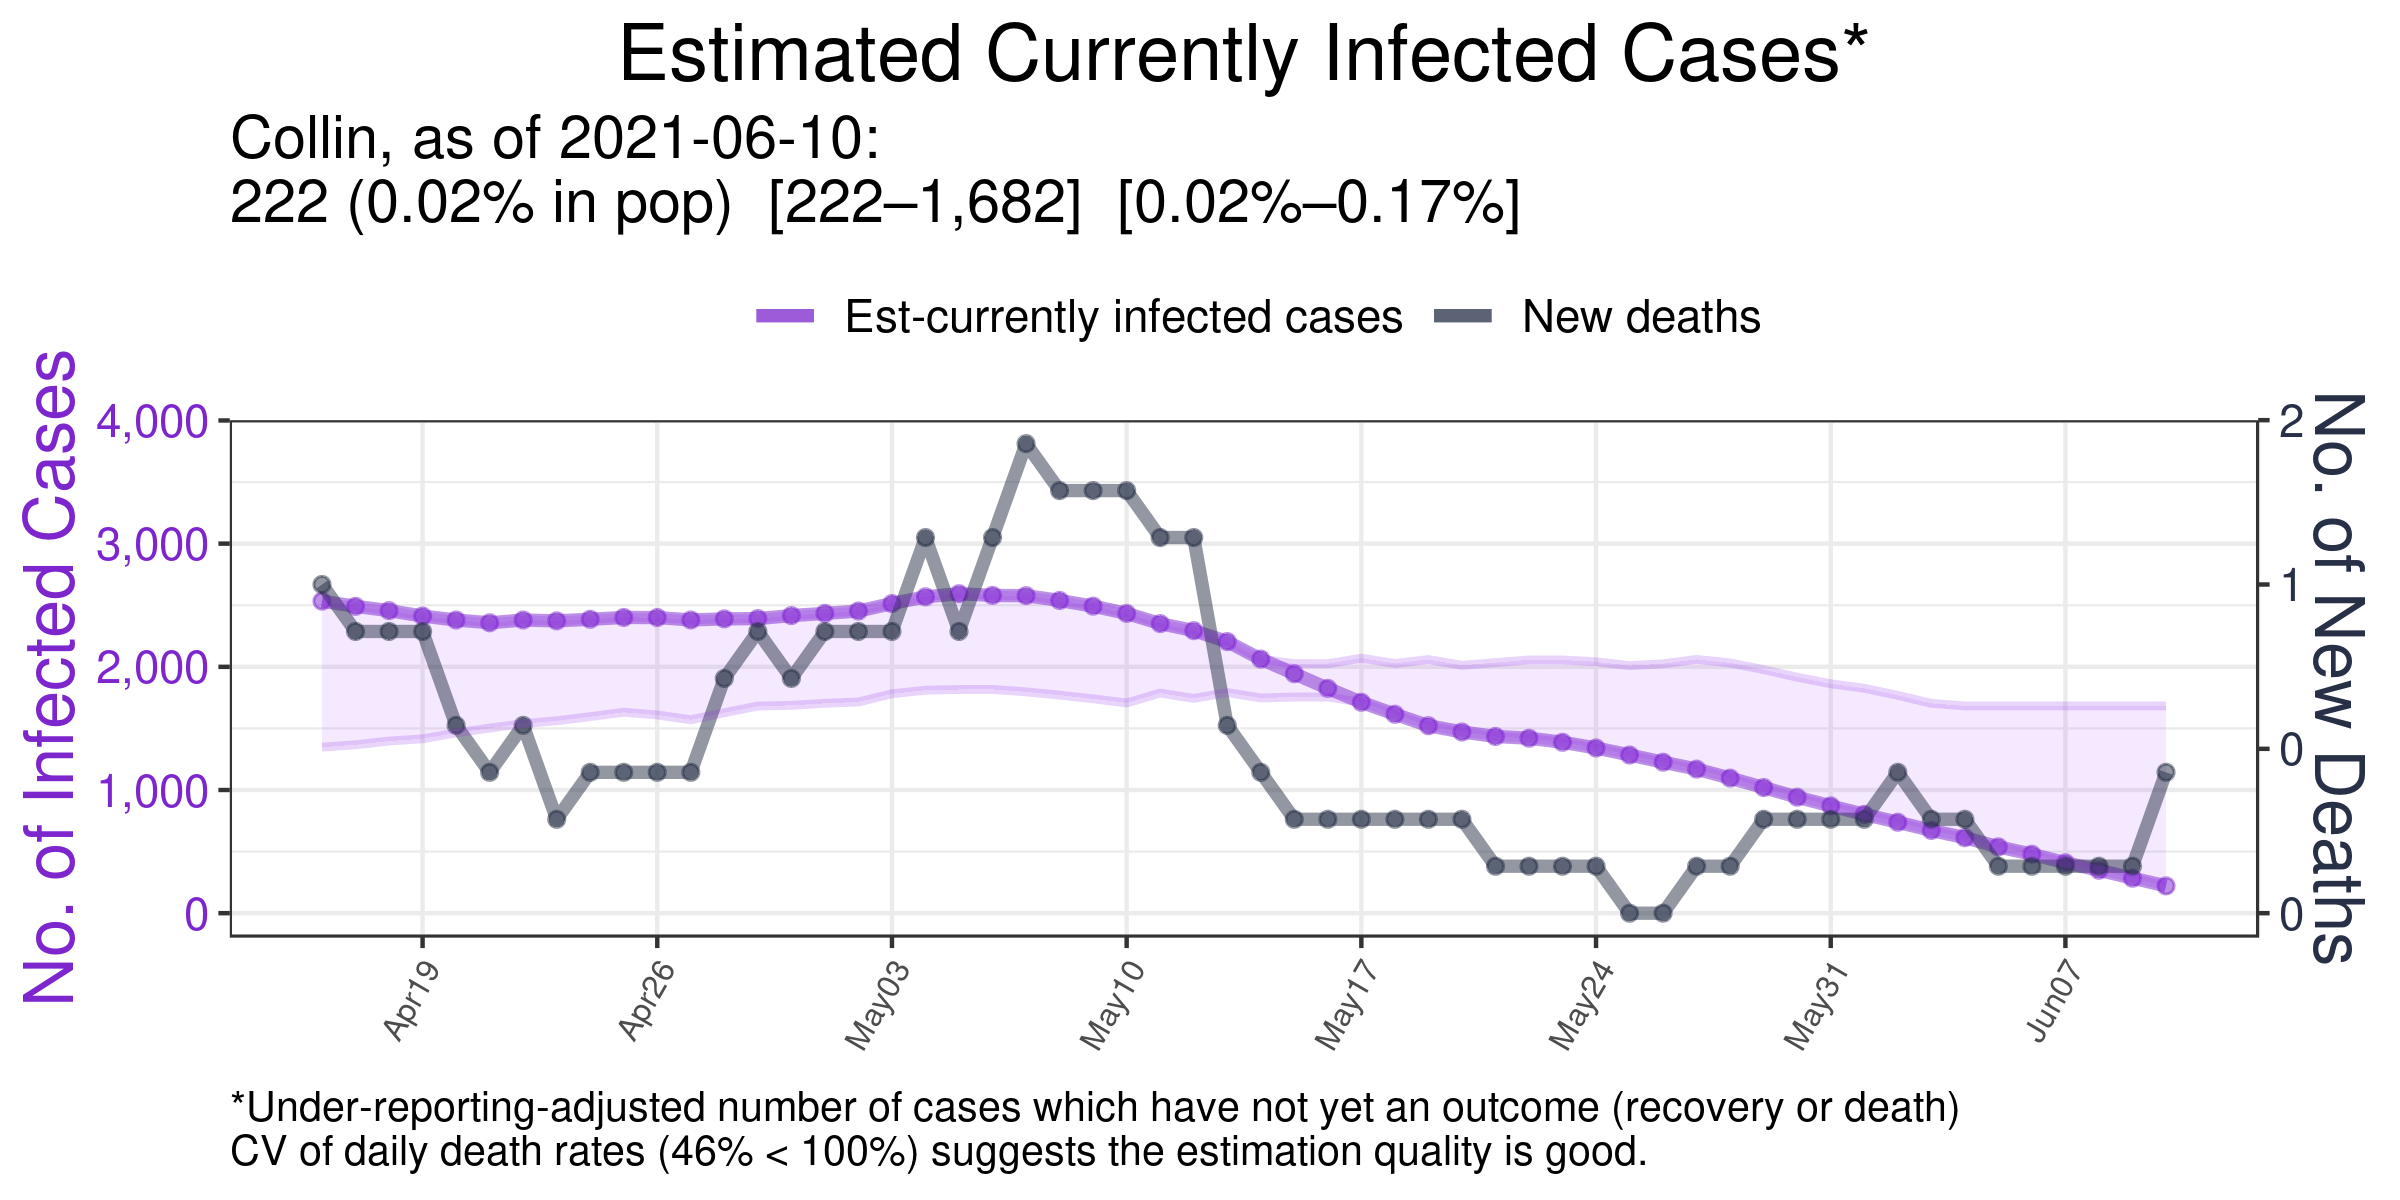 Estimated Currently Infected Cases*
Collin, as of 2021-06-10:
222 (0.02% in pop) [222–1,682] [0.02%–0.17%]
Est-currently infected cases New deaths
No. of Infected Cases
4,000
3,000
2,000
1,000
0
2
1
0
0
No. of New Deaths
Apr19 Apr26 May03 May10 May17 May24 May31 Jun07
*Under-reporting-adjusted number of cases which have not yet an outcome (recovery or death)
CV of daily death rates (46% < 100%) suggests the estimation quality is good.